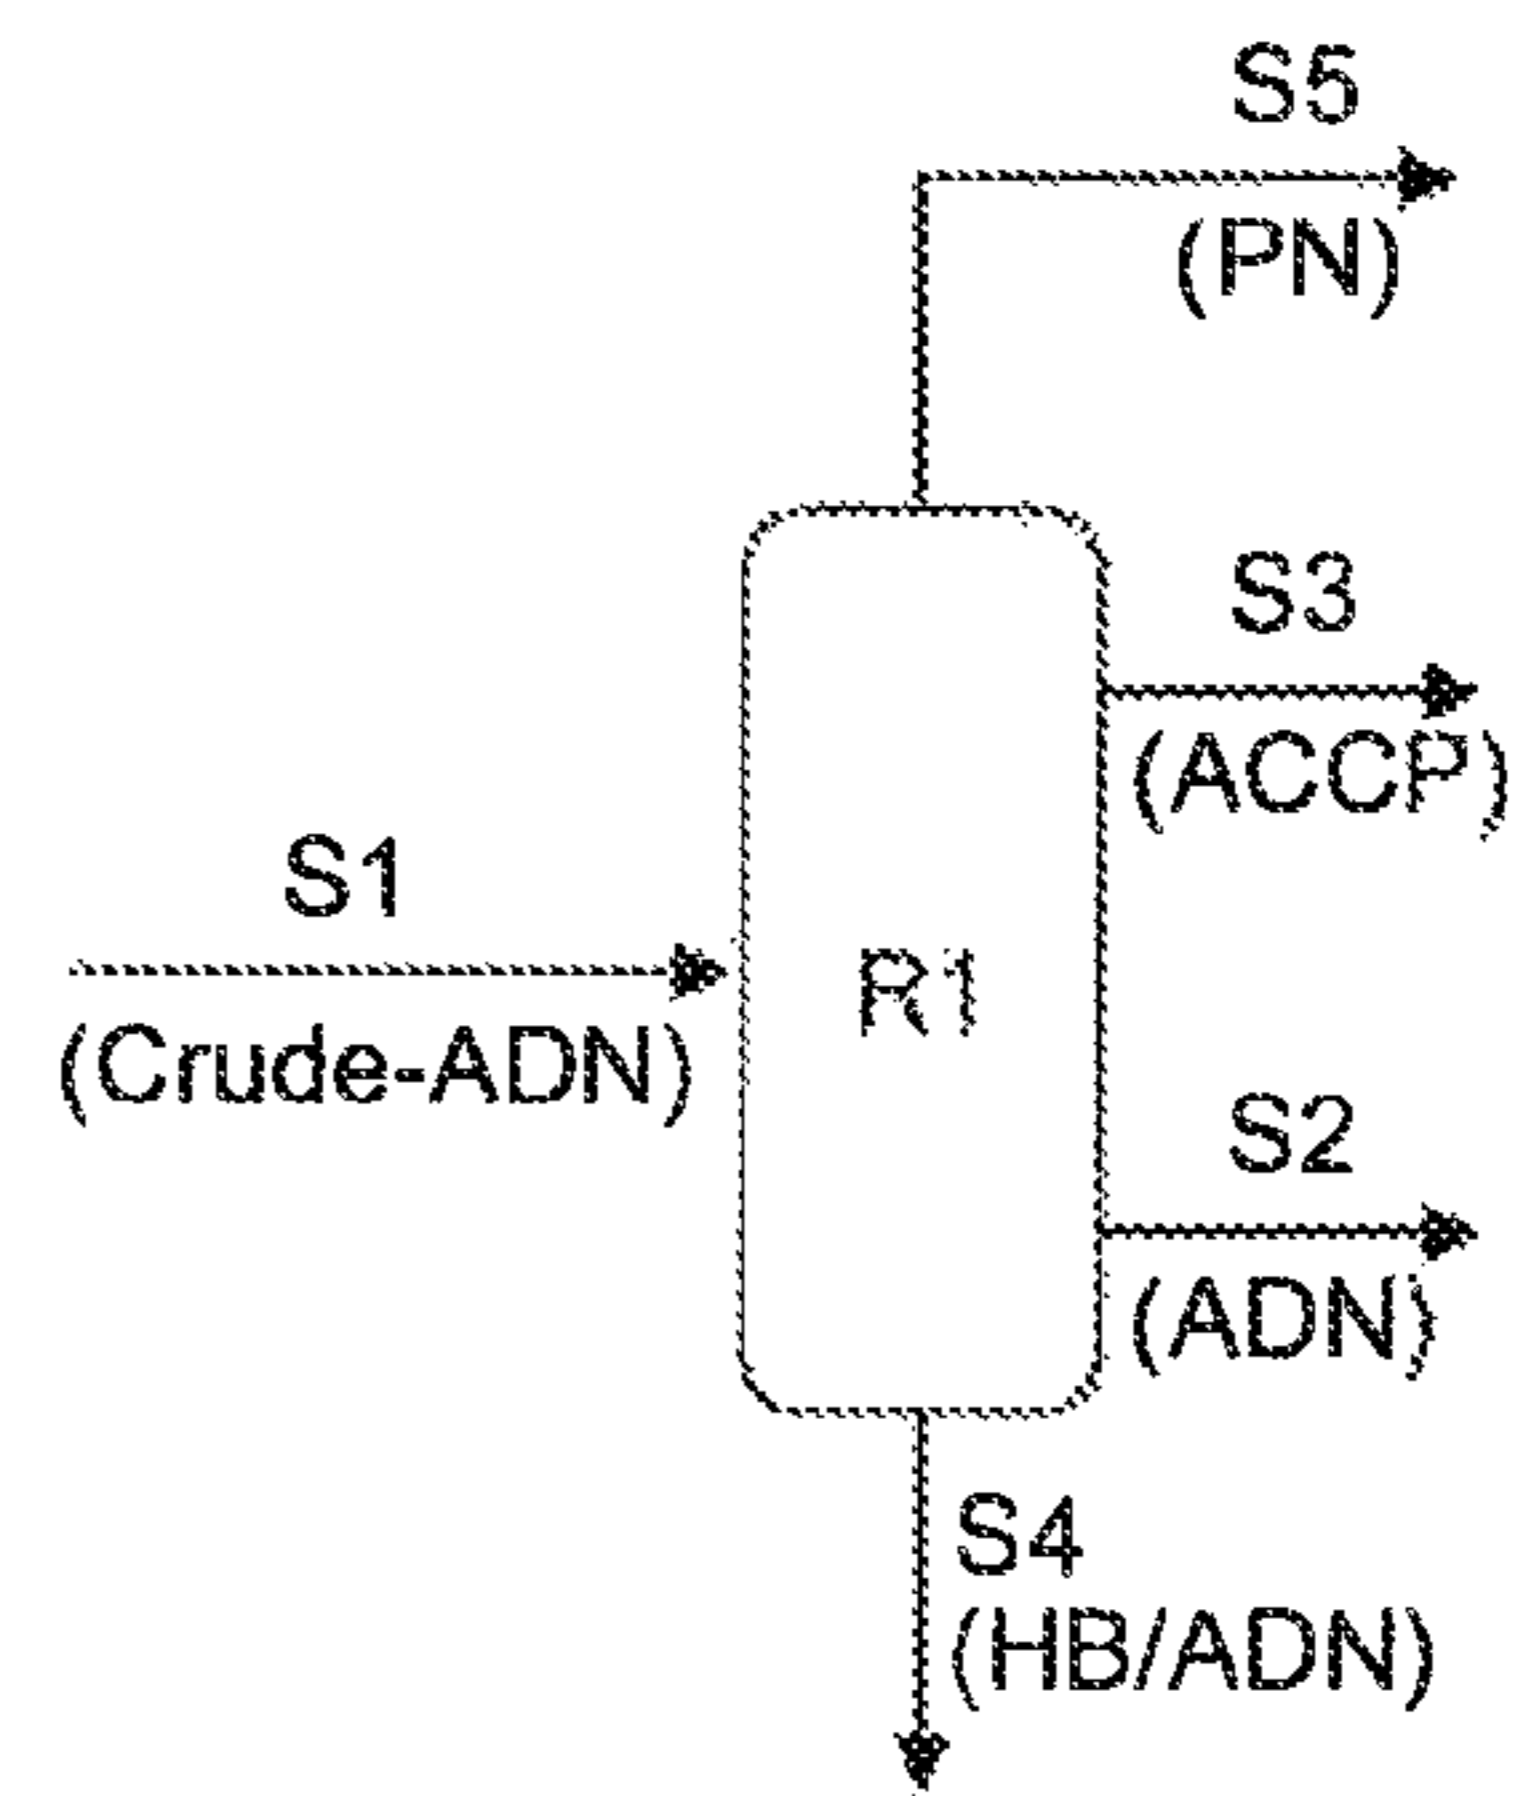 S5
(PN)
S3
(ACCP)
S1
R1
(Crude-ADN)
S2
(ADN)
S4
(HB/ADN)